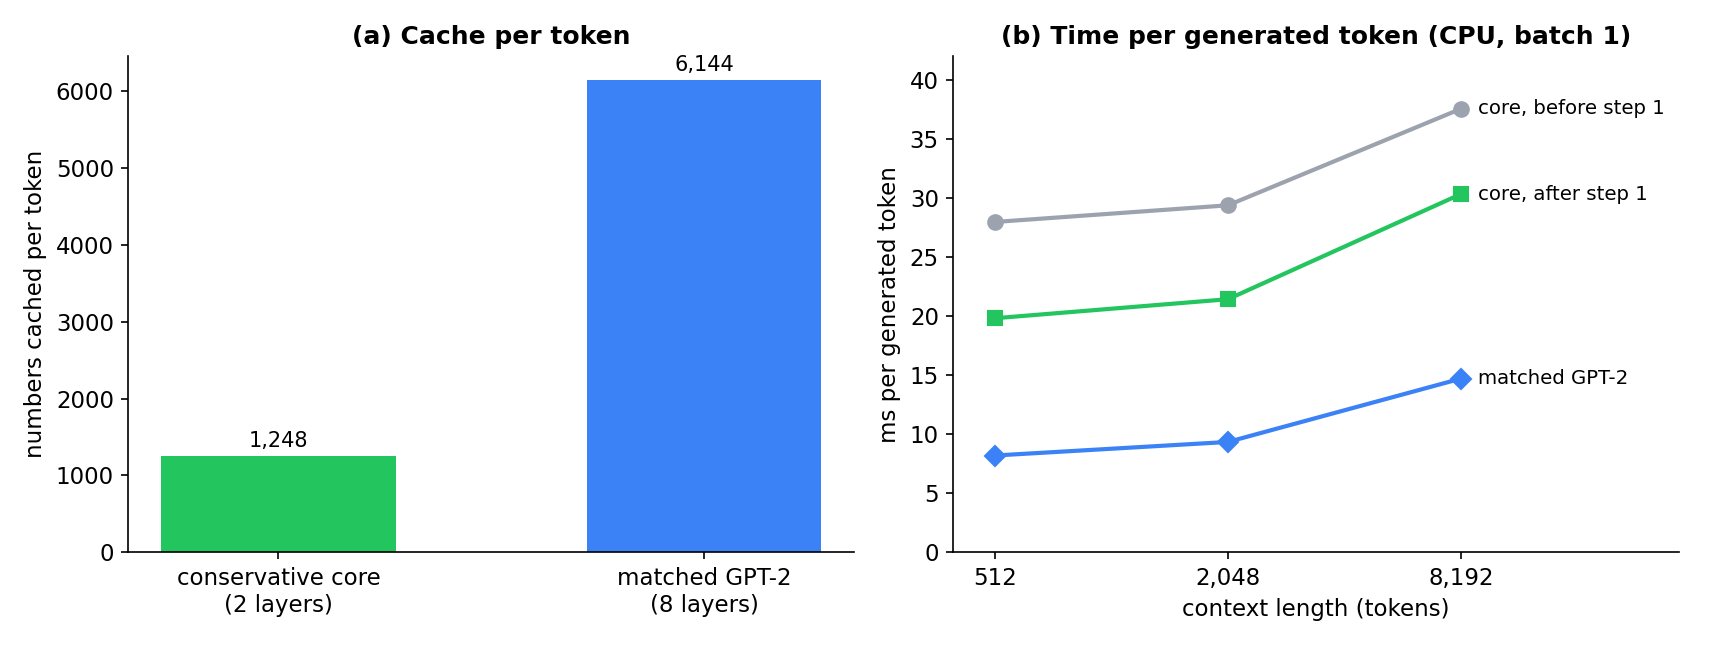 (a) Cache per token
numbers cached per token
6000
5000
4000
3000
2000
1000
0
1,248
6,144
conservative core
(2 layers)
matched GPT-2
(8 layers)
(b) Time per generated token (CPU, batch 1)
ms per generated token
40
35
30
25
20
15
10
5
0
core, before step 1
core, after step 1
matched GPT-2
512
2,048
8,192
context length (tokens)